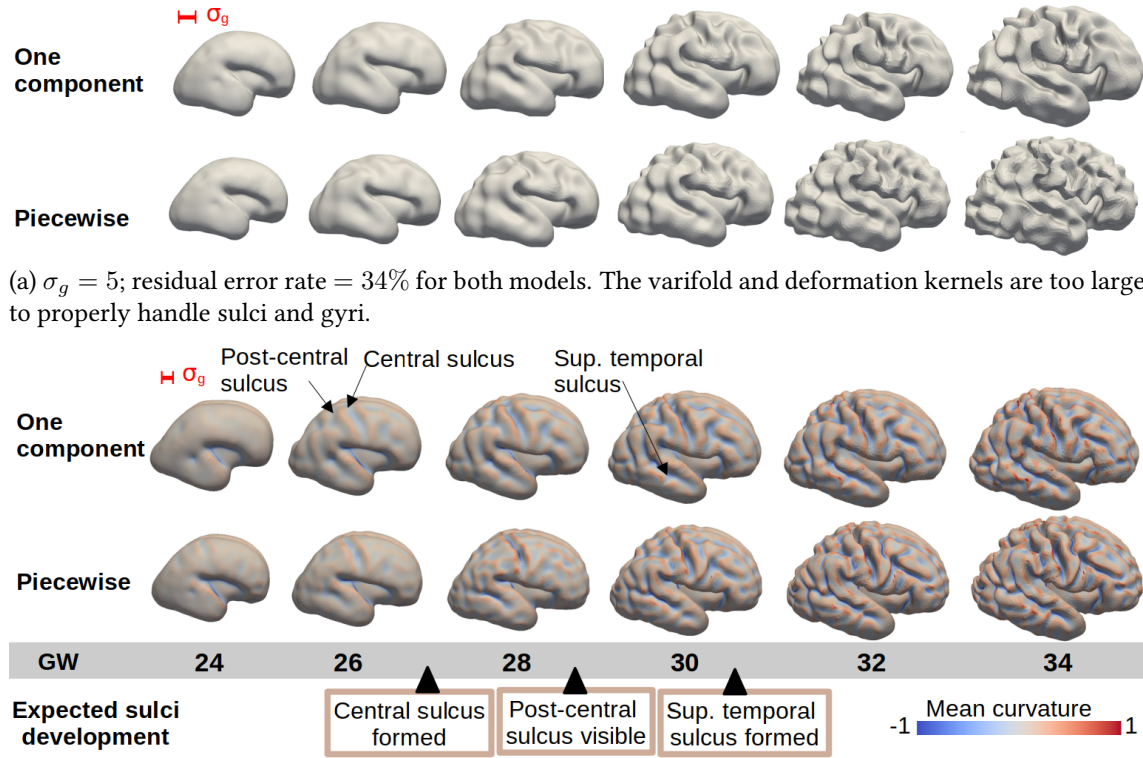 σg
One
component
Piecewise
(a) σg = 5; residual error rate = 34% for both models. The varifold and deformation kernels are too large
to properly handle sulci and gyri.
σg
Post-central
sulcus
Central sulcus
Sup. temporal
sulcus
One
component
Piecewise
GW 24 26 28 30 32 34
Expected sulci
development
Central sulcus
formed
Post-central
sulcus visible
Sup. temporal
sulcus formed
Mean curvature
-1 1